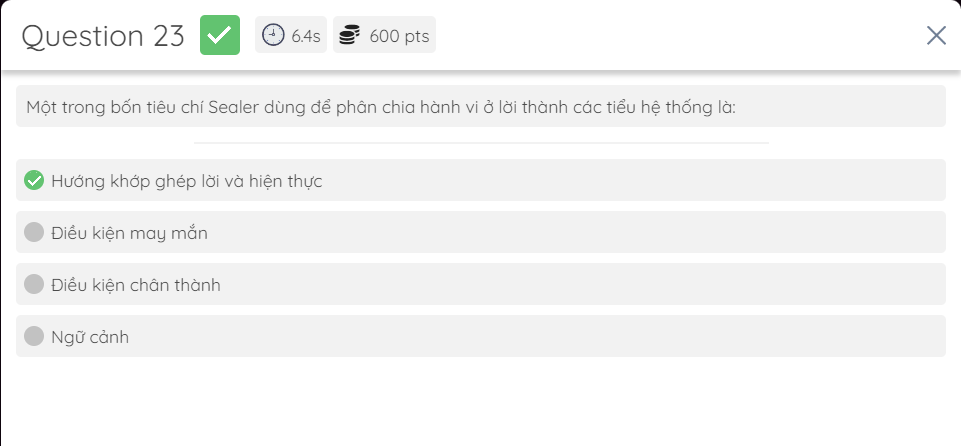 Question 23
6.4s
600 pts
Một trong bốn tiêu chí Sealer dùng để phân chia hành vi ở lời thành các tiểu hệ thống là:
Hướng khớp ghép lời và hiện thực
Điều kiện may mắn
Điều kiện chân thành
Ngữ cảnh